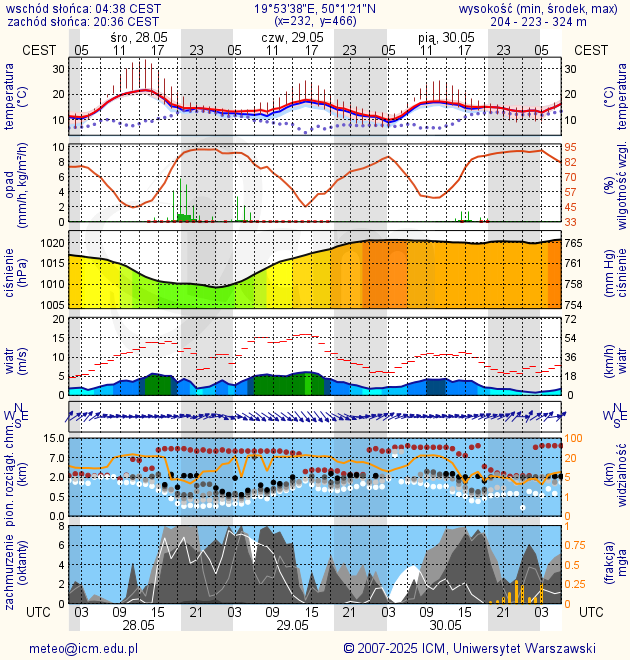 wschód słońca: 04:38 CEST 19°53'38"E, 50°1'21"N wysokość (min, środek, max)
zachód słońca: 20:36 CEST (x=232, y=466) 204 - 223 - 324 m
śro, 28.05 czw, 29.05 pią, 30.05
CEST 05 11 17 23 05 11 17 23 05 11 17 23 05 CEST
temperatura (°C) 30 20 10 30 20 10 temperatura (°C)
opad (mm/h, kg/m²/h) 10 8 6 4 2 0 95 82 70 57 45 33 (%) wilgotność wzgl.
ciśnienie (hPa) 1020 1015 1010 1005 765 761 758 754 (mm Hg) ciśnienie
wiatr (m/s) 20 15 10 5 0 72 54 36 18 0 (km/h) wiatr
N W E S N W E S
pion. rozciągł. chm. (km) 15.0 7.0 2.0 0.5 0.0 100 20 5 1 0 (km) widzialność
zachmurzenie (oktanty) 8 6 4 2 0 1 0.75 0.5 0.25 0 (frakcja) mgła
UTC 03 09 15 21 03 09 15 21 03 09 15 21 03 UTC
28.05 29.05 30.05
meteo@icm.edu.pl © 2007-2025 ICM, Uniwersytet Warszawski